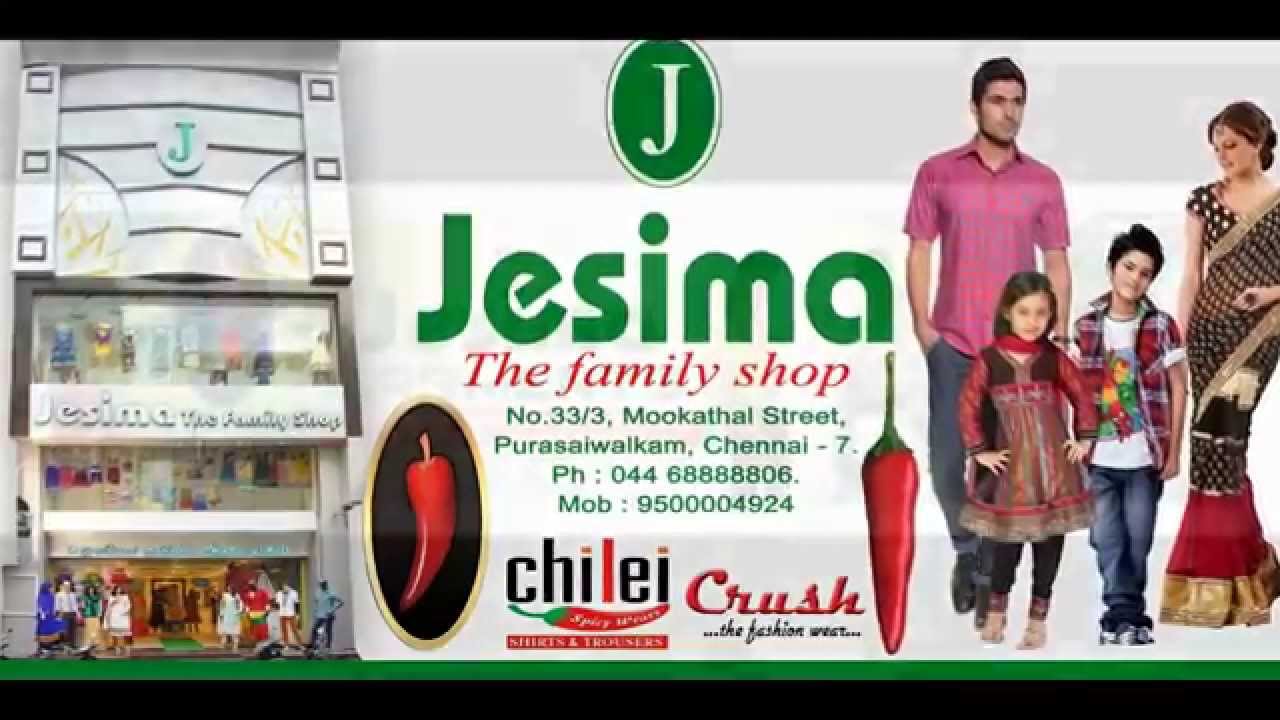 J
J
Jesima
The family shop
No.33/3, Mookathal Street,
Purasaiwalkam, Chennai - 7.
Ph : 044 68888806.
Mob : 9500004924
Jesima The Family Shop
chilei
Spicy Wears
SHIRTS & TROUSERS
Crush
...the fashion wear...